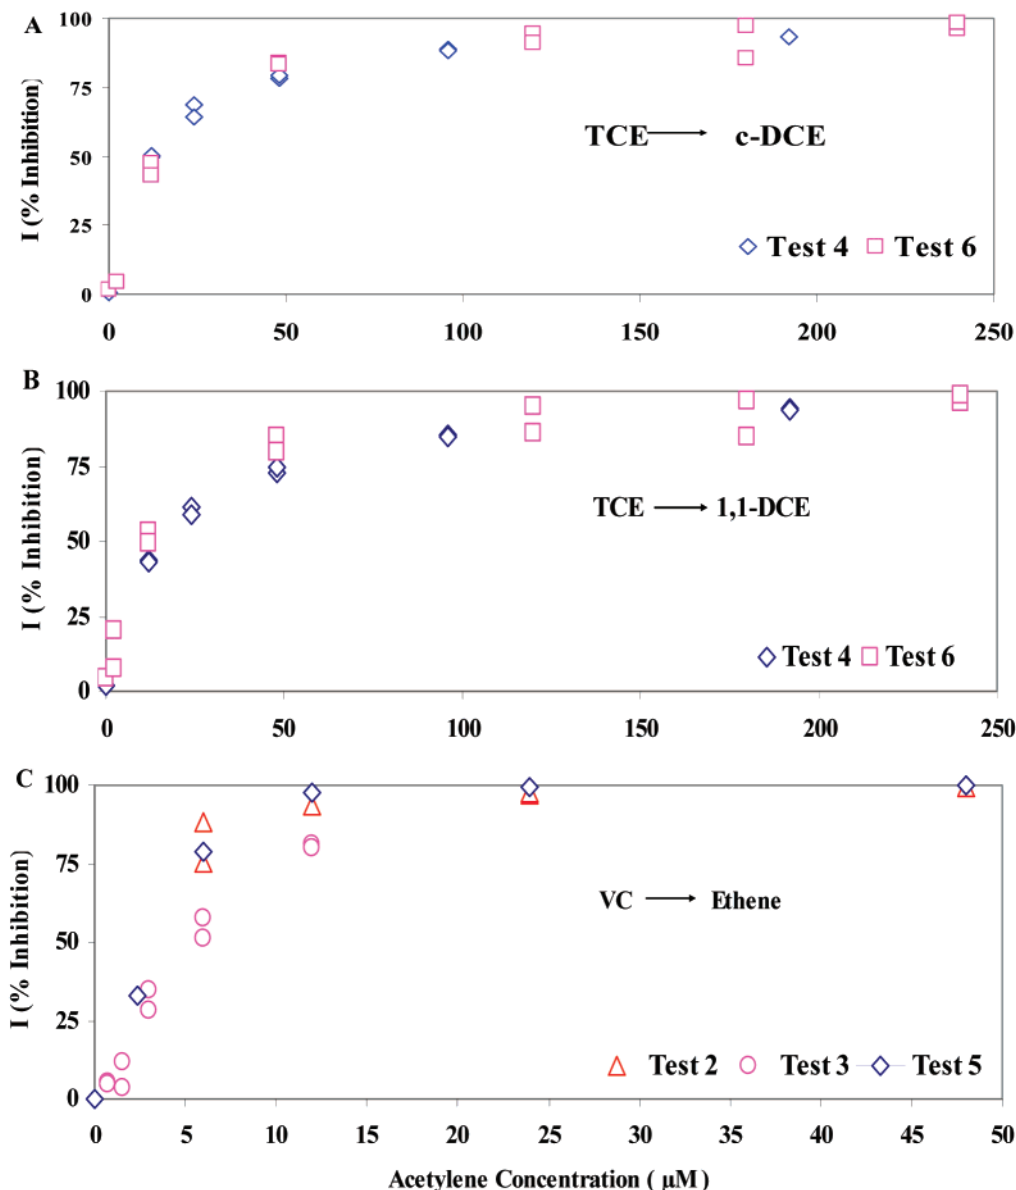 A
100
75
50
25
0
I (% Inhibition)
TCE → c-DCE
Test 4 Test 6
0 50 100 150 200 250
B
100
75
50
25
0
I (% Inhibition)
TCE → 1,1-DCE
Test 4 Test 6
0 50 100 150 200 250
C
100
75
50
25
0
I (% Inhibition)
VC → Ethene
Test 2 Test 3 Test 5
0 5 10 15 20 25 30 35 40 45 50
Acetylene Concentration ( µM)